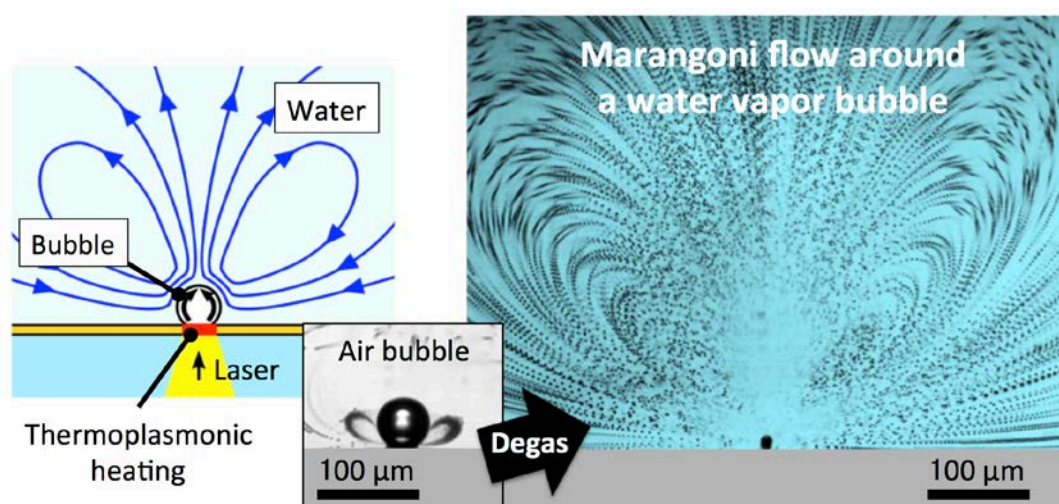 Water
Bubble
Laser
Thermoplasmonic
heating
Air bubble
100 μm
Degas
Marangoni flow around
a water vapor bubble
100 μm